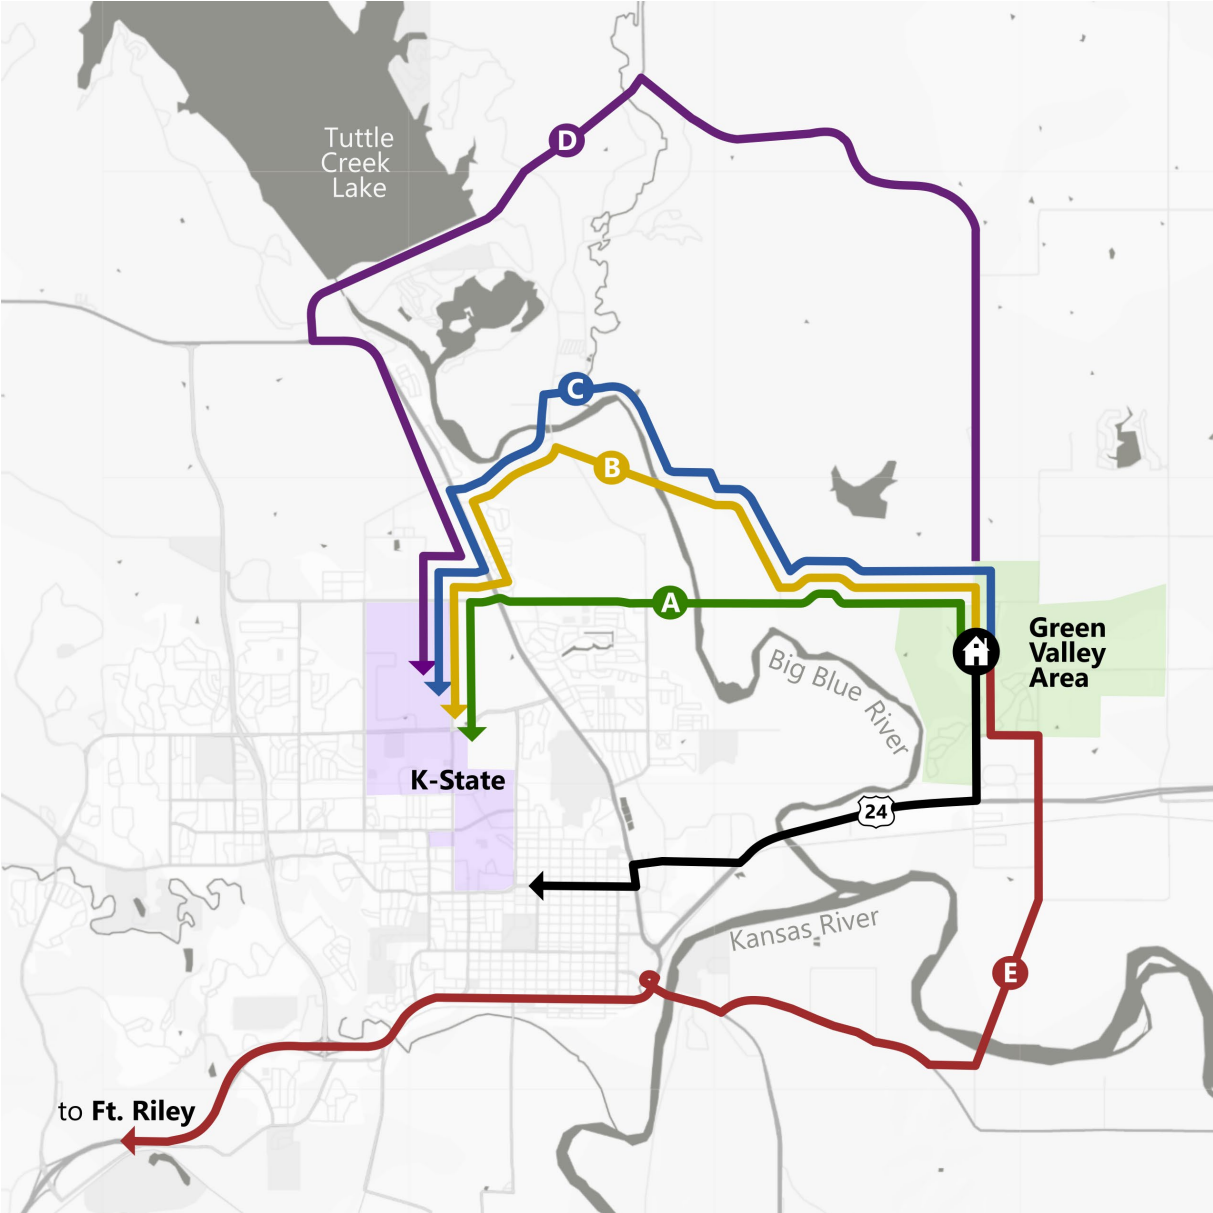 D
Tuttle
Creek
Lake
C
B
A
Green
Valley
Area
Big Blue River
K-State
24
Kansas River
E
to Ft. Riley